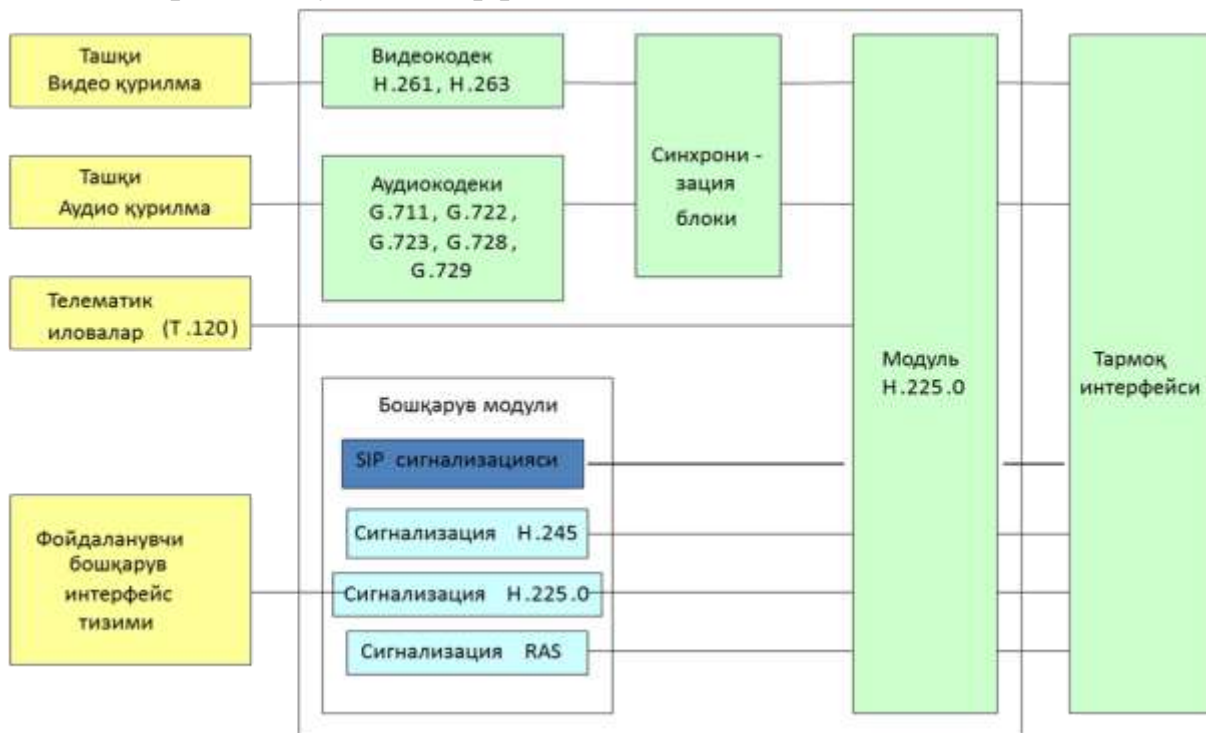 Ташқи
Видео қурилма
Видеокодек
H.261, H.263
Ташқи
Аудио қурилма
Аудиокодеки
G.711, G.722,
G.723, G.728,
G.729
Синхрони -
зация
блоки
Телематик
иловалар (T.120)
Модуль
H.225.0
Тармоқ
интерфейси
Бошқарув модули
SIP сигнализацияси
Сигнализация H.245
Сигнализация H.225.0
Сигнализация RAS
Фойдаланувчи
бошқарув
интерфейс
тизими